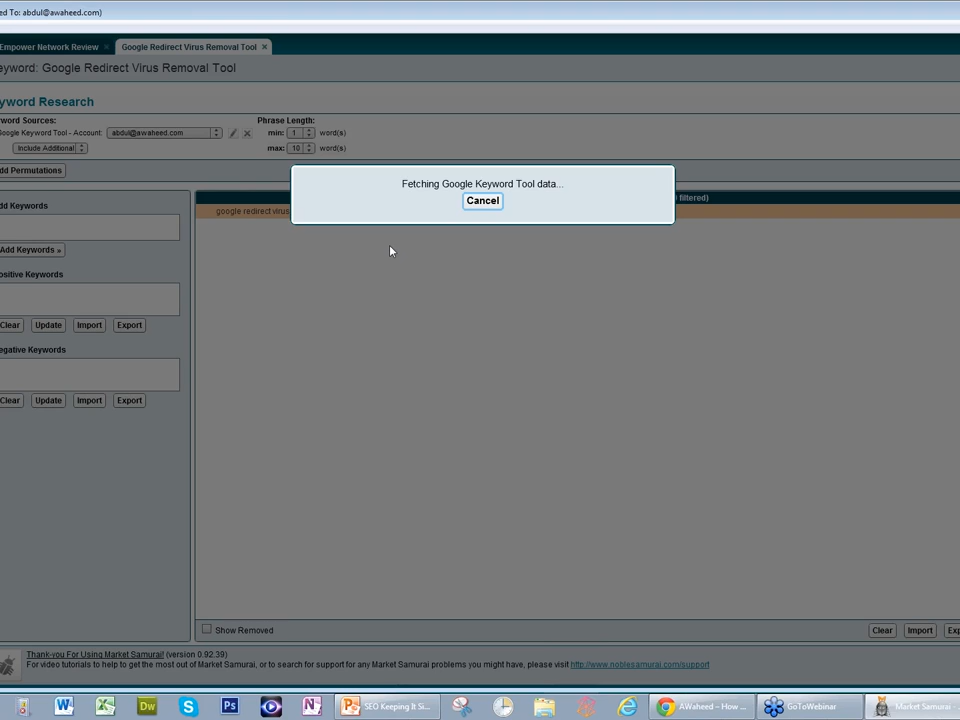 ed To: abdul@awaheed.com)
Empower Network Review × Google Redirect Virus Removal Tool ×
eyword: Google Redirect Virus Removal Tool
yword Research
word Sources: Phrase Length:
Google Keyword Tool - Account: abdul@awaheed.com min: 1 word(s)
Include Additional max: 10 word(s)
dd Permutations
Fetching Google Keyword Tool data...
Cancel
dd Keywords
filtered)
google redirect virus
Add Keywords »
ositive Keywords
Clear Update Import Export
egative Keywords
Clear Update Import Export
Show Removed Clear Import Exp
Thank-you For Using Market Samurai! (version 0.92.39)
For video tutorials to help to get the most out of Market Samurai, or to search for support for any Market Samurai problems you might have, please visit http://www.noblesamurai.com/support
SEO Keeping It Si... AWaheed – How ... GoToWebinar Market Samurai -